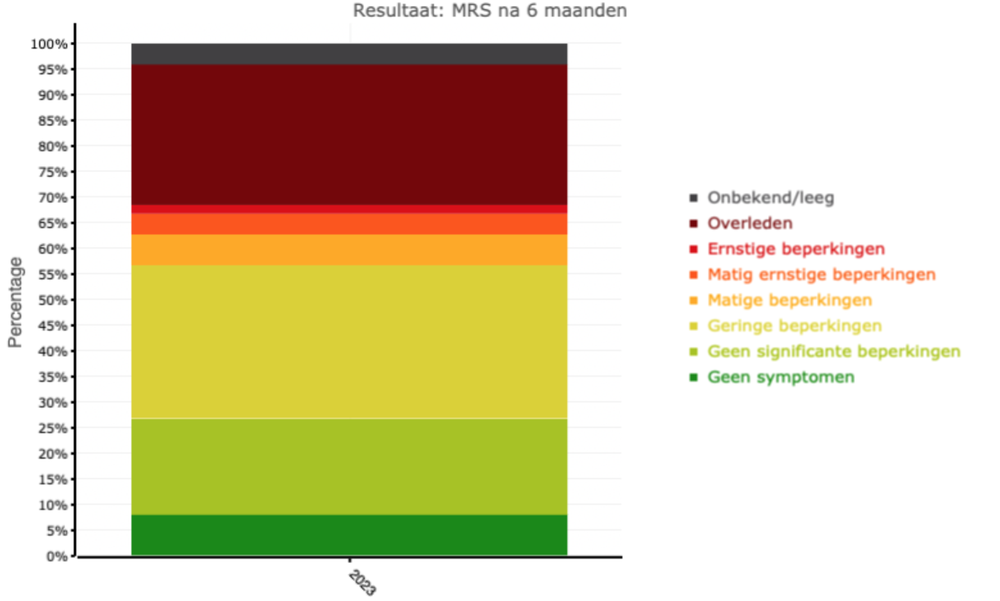 Resultaat: MRS na 6 maanden
Percentage
100%
95%
90%
85%
80%
75%
70%
65%
60%
55%
50%
45%
40%
35%
30%
25%
20%
15%
10%
5%
0%
2023
Onbekend/leeg
Overleden
Ernstige beperkingen
Matig ernstige beperkingen
Matige beperkingen
Geringe beperkingen
Geen significante beperkingen
Geen symptomen